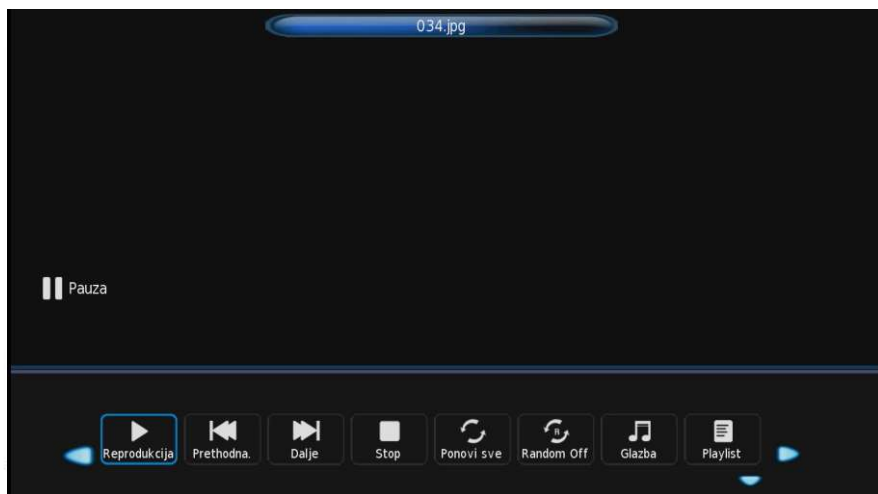 034.jpg
Pauza
Reprodukcija Prethodna. Dalje Stop Ponovi sve Random Off Glazba Playlist